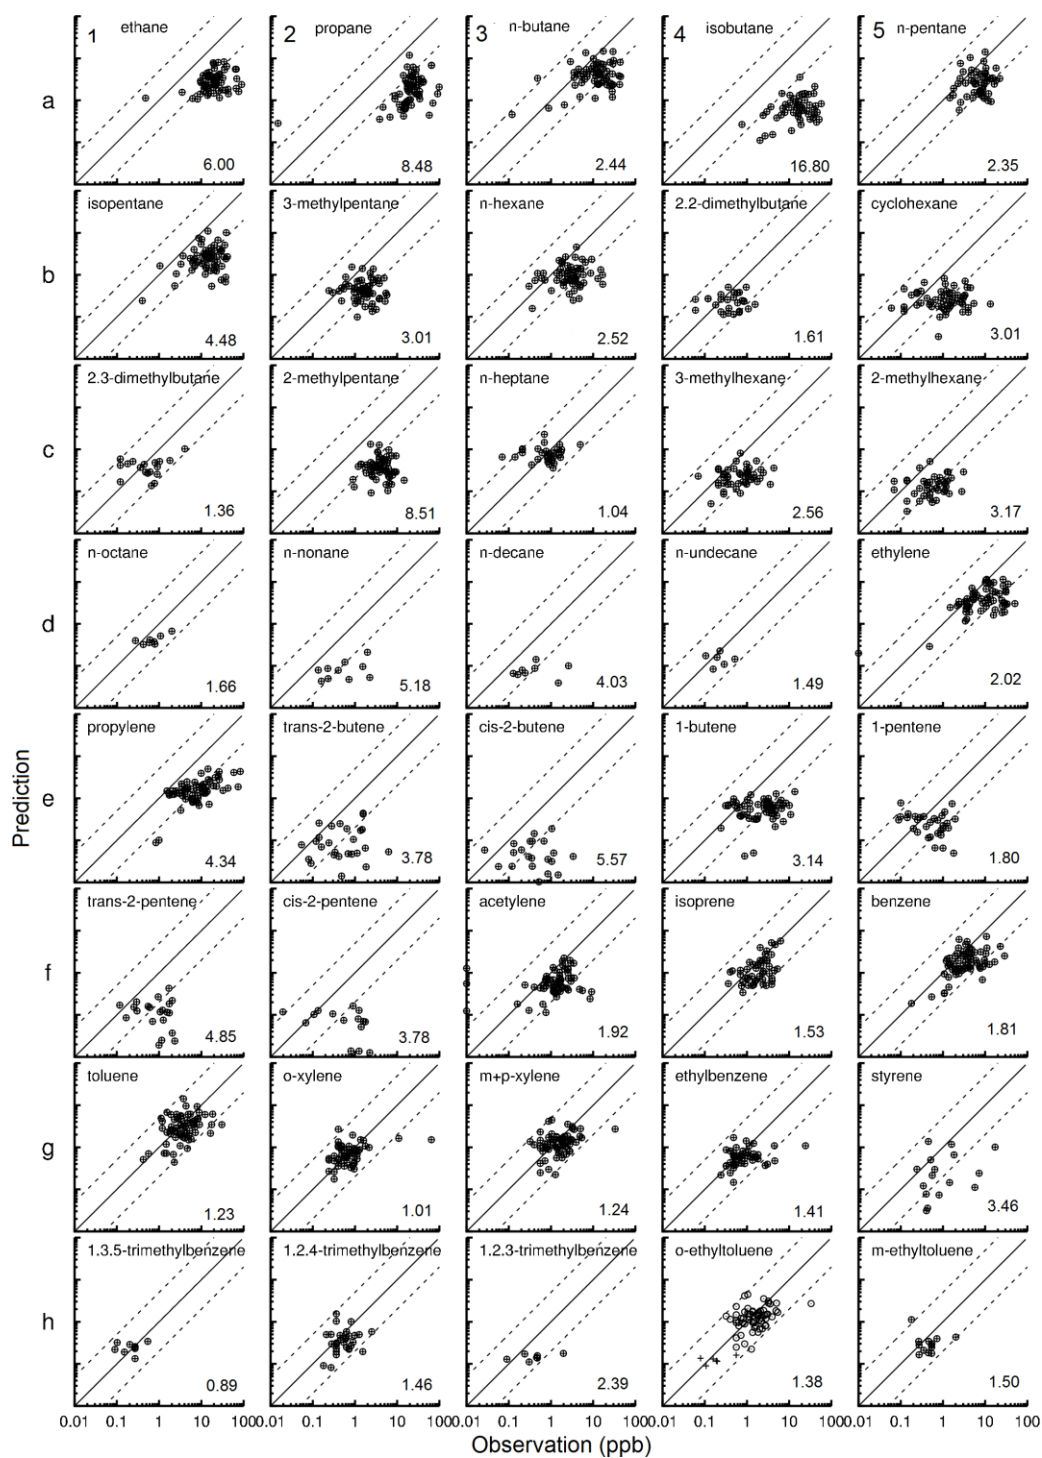 1 ethane 2 propane 3 n-butane 4 isobutane 5 n-pentane
a
6.00 8.48 2.44 16.80 2.35
isopentane 3-methylpentane n-hexane 2.2-dimethylbutane cyclohexane
b
4.48 3.01 2.52 1.61 3.01
2.3-dimethylbutane 2-methylpentane n-heptane 3-methylhexane 2-methylhexane
c
1.36 8.51 1.04 2.56 3.17
n-octane n-nonane n-decane n-undecane ethylene
d
1.66 5.18 4.03 1.49 2.02
propylene trans-2-butene cis-2-butene 1-butene 1-pentene
Prediction
e
4.34 3.78 5.57 3.14 1.80
trans-2-pentene cis-2-pentene acetylene isoprene benzene
f
4.85 3.78 1.92 1.53 1.81
toluene o-xylene m+p-xylene ethylbenzene styrene
g
1.23 1.01 1.24 1.41 3.46
1.3.5-trimethylbenzene 1.2.4-trimethylbenzene 1.2.3-trimethylbenzene o-ethyltoluene m-ethyltoluene
h
0.89 1.46 2.39 1.38 1.50
0.01 0.1 1 10 100 0.01 0.1 1 10 100 0.01 0.1 1 10 100 0.01 0.1 1 10 100 0.01 0.1 1 10 100
Observation (ppb)